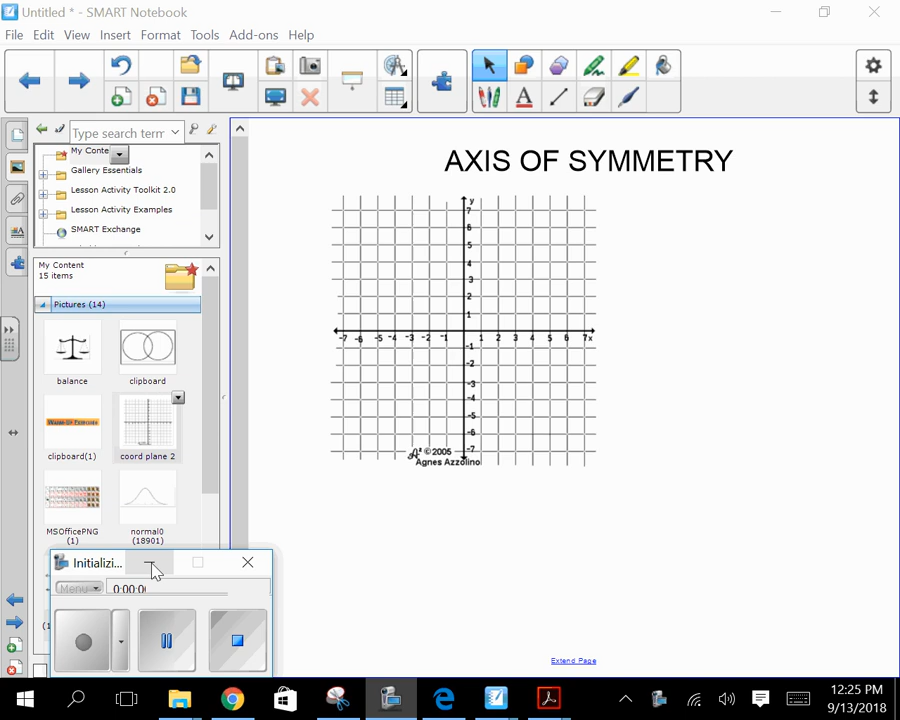 Untitled * - SMART Notebook
File Edit View Insert Format Tools Add-ons Help
Type search term
My Conte
Gallery Essentials
Lesson Activity Toolkit 2.0
Lesson Activity Examples
SMART Exchange
My Content
15 items
Pictures (14)
balance
clipboard
clipboard(1)
coord plane 2
MSOfficePNG
(1)
normal0
(18901)
Initializi...
Menu
0:00:0
AXIS OF SYMMETRY
y
7
6
5
4
3
2
1
-7 -6 -5 -4 -3 -2 -1 1 2 3 4 5 6 7x
-1
-2
-3
-4
-5
-6
-7
©2005
Agnes Azzolino
Extend Page
12:25 PM
9/13/2018